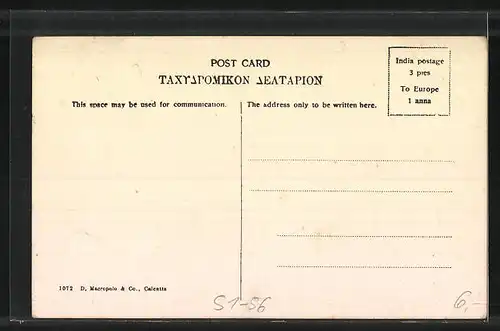 POST CARD
ΤΑΧΥΔΡΟΜΙΚΟΝ ΔΕΛΤΑΡΙΟΝ
India postage
3 pies
To Europe
1 anna
This space may be used for communication.
The address only to be written here.
1072 D. Macropolo & Co., Calcutta
S1-56
6,-